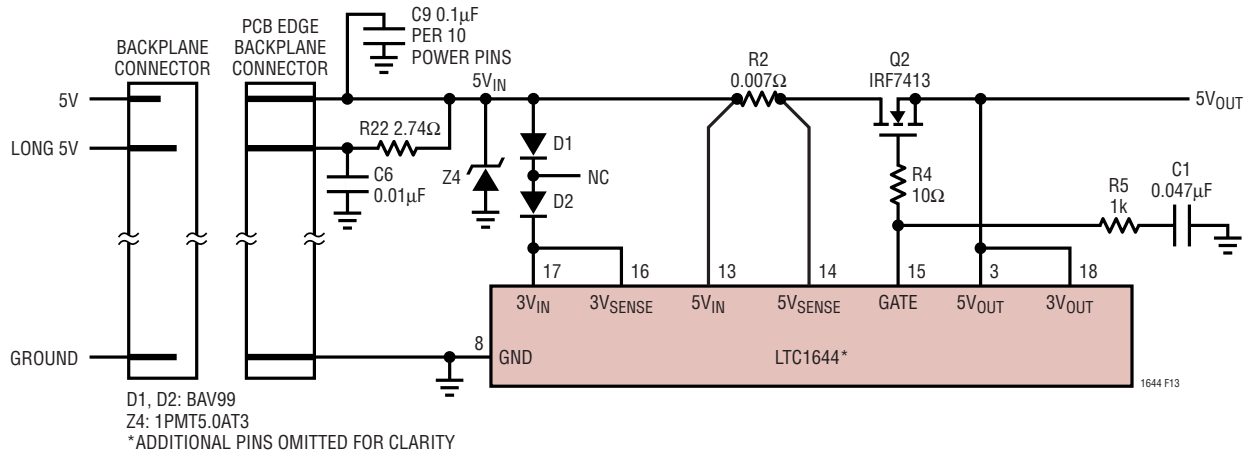 BACKPLANE
CONNECTOR
PCB EDGE
BACKPLANE
CONNECTOR
C9 0.1µF
PER 10
POWER PINS
5V
LONG 5V
GROUND
R22 2.74Ω
C6
0.01µF
5VIN
Z4
D1
D2
NC
R2
0.007Ω
Q2
IRF7413
5VOUT
R4
10Ω
R5
1k
C1
0.047µF
17
16
13
14
15
3
18
3VIN
3VSENSE
5VIN
5VSENSE
GATE
5VOUT
3VOUT
8
GND
LTC1644*
1644 F13
D1, D2: BAV99
Z4: 1PMT5.0AT3
*ADDITIONAL PINS OMITTED FOR CLARITY